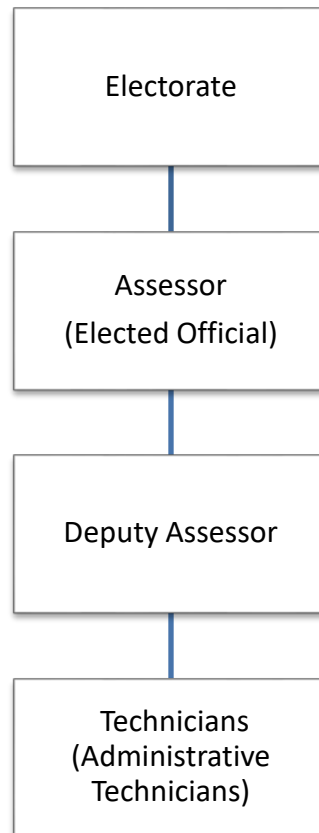 Electorate
Assessor
(Elected Official)
Deputy Assessor
Technicians
(Administrative
Technicians)